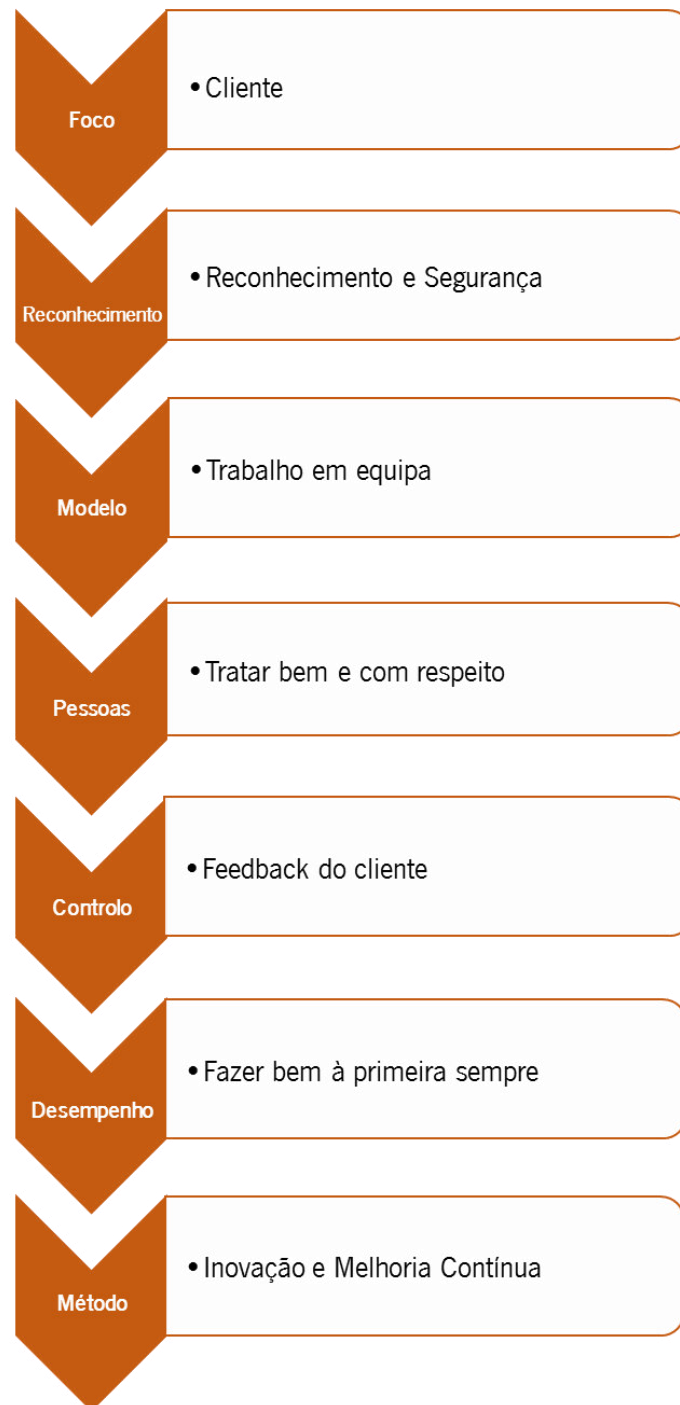 Foco
• Cliente
Reconhecimento
• Reconhecimento e Segurança
Modelo
• Trabalho em equipa
Pessoas
• Tratar bem e com respeito
Controlo
• Feedback do cliente
Desempenho
• Fazer bem à primeira sempre
Método
• Inovação e Melhoria Contínua